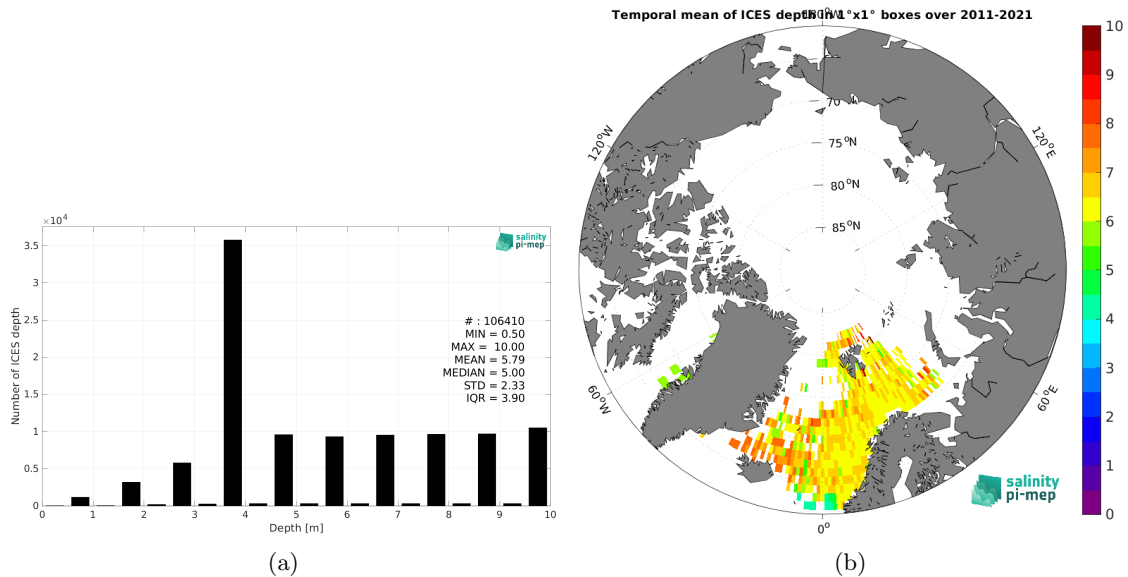 Temporal mean of ICES depth in 1°x1° boxes over 2011-2021
180°W
120°W
120°E
60°W
60°E
0°
70°N
75°N
80°N
85°N
10
9
8
7
6
5
4
3
2
1
0
salinity
pi-mep
×10⁴
3.5
3
2.5
2
1.5
1
0.5
0
Number of ICES depth
salinity
pi-mep
# : 106410
MIN = 0.50
MAX = 10.00
MEAN = 5.79
MEDIAN = 5.00
STD = 2.33
IQR = 3.90
0 1 2 3 4 5 6 7 8 9 10
Depth [m]
(a)
(b)